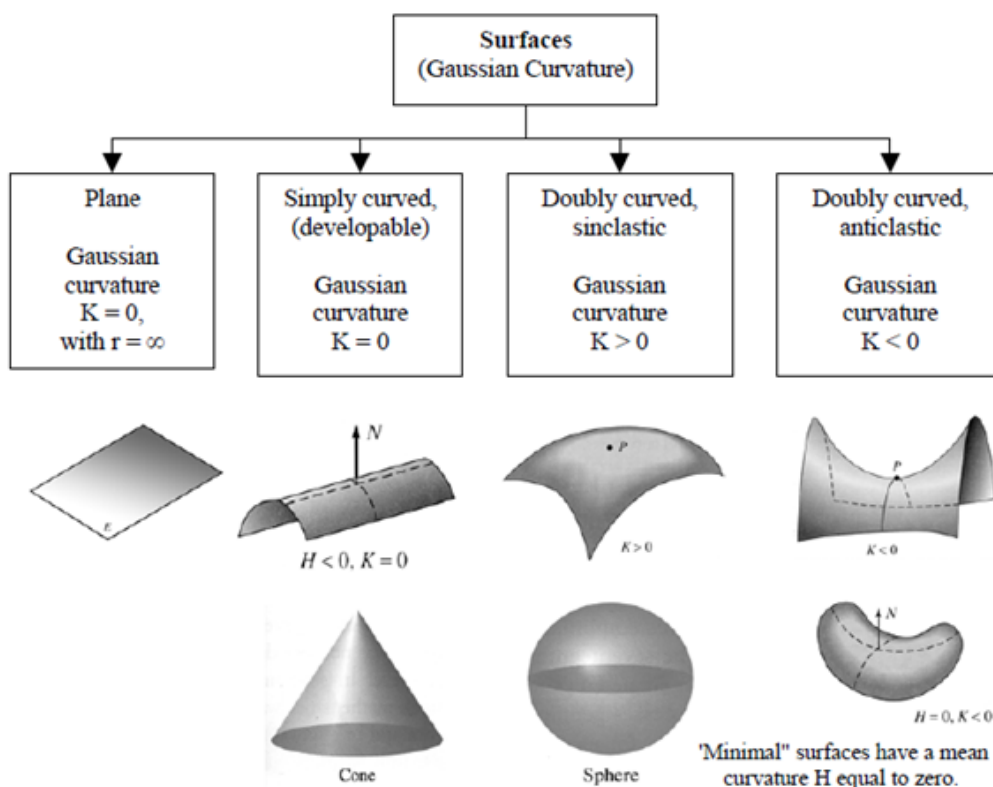 Surfaces
(Gaussian Curvature)
Plane
Gaussian
curvature
K = 0,
with r = ∞
Simply curved,
(developable)
Gaussian
curvature
K = 0
Doubly curved,
sinclastic
Gaussian
curvature
K > 0
Doubly curved,
anticlastic
Gaussian
curvature
K < 0
E
N
H < 0, K = 0
P
K > 0
P
K < 0
Cone
Sphere
N
H = 0, K < 0
'Minimal" surfaces have a mean
curvature H equal to zero.